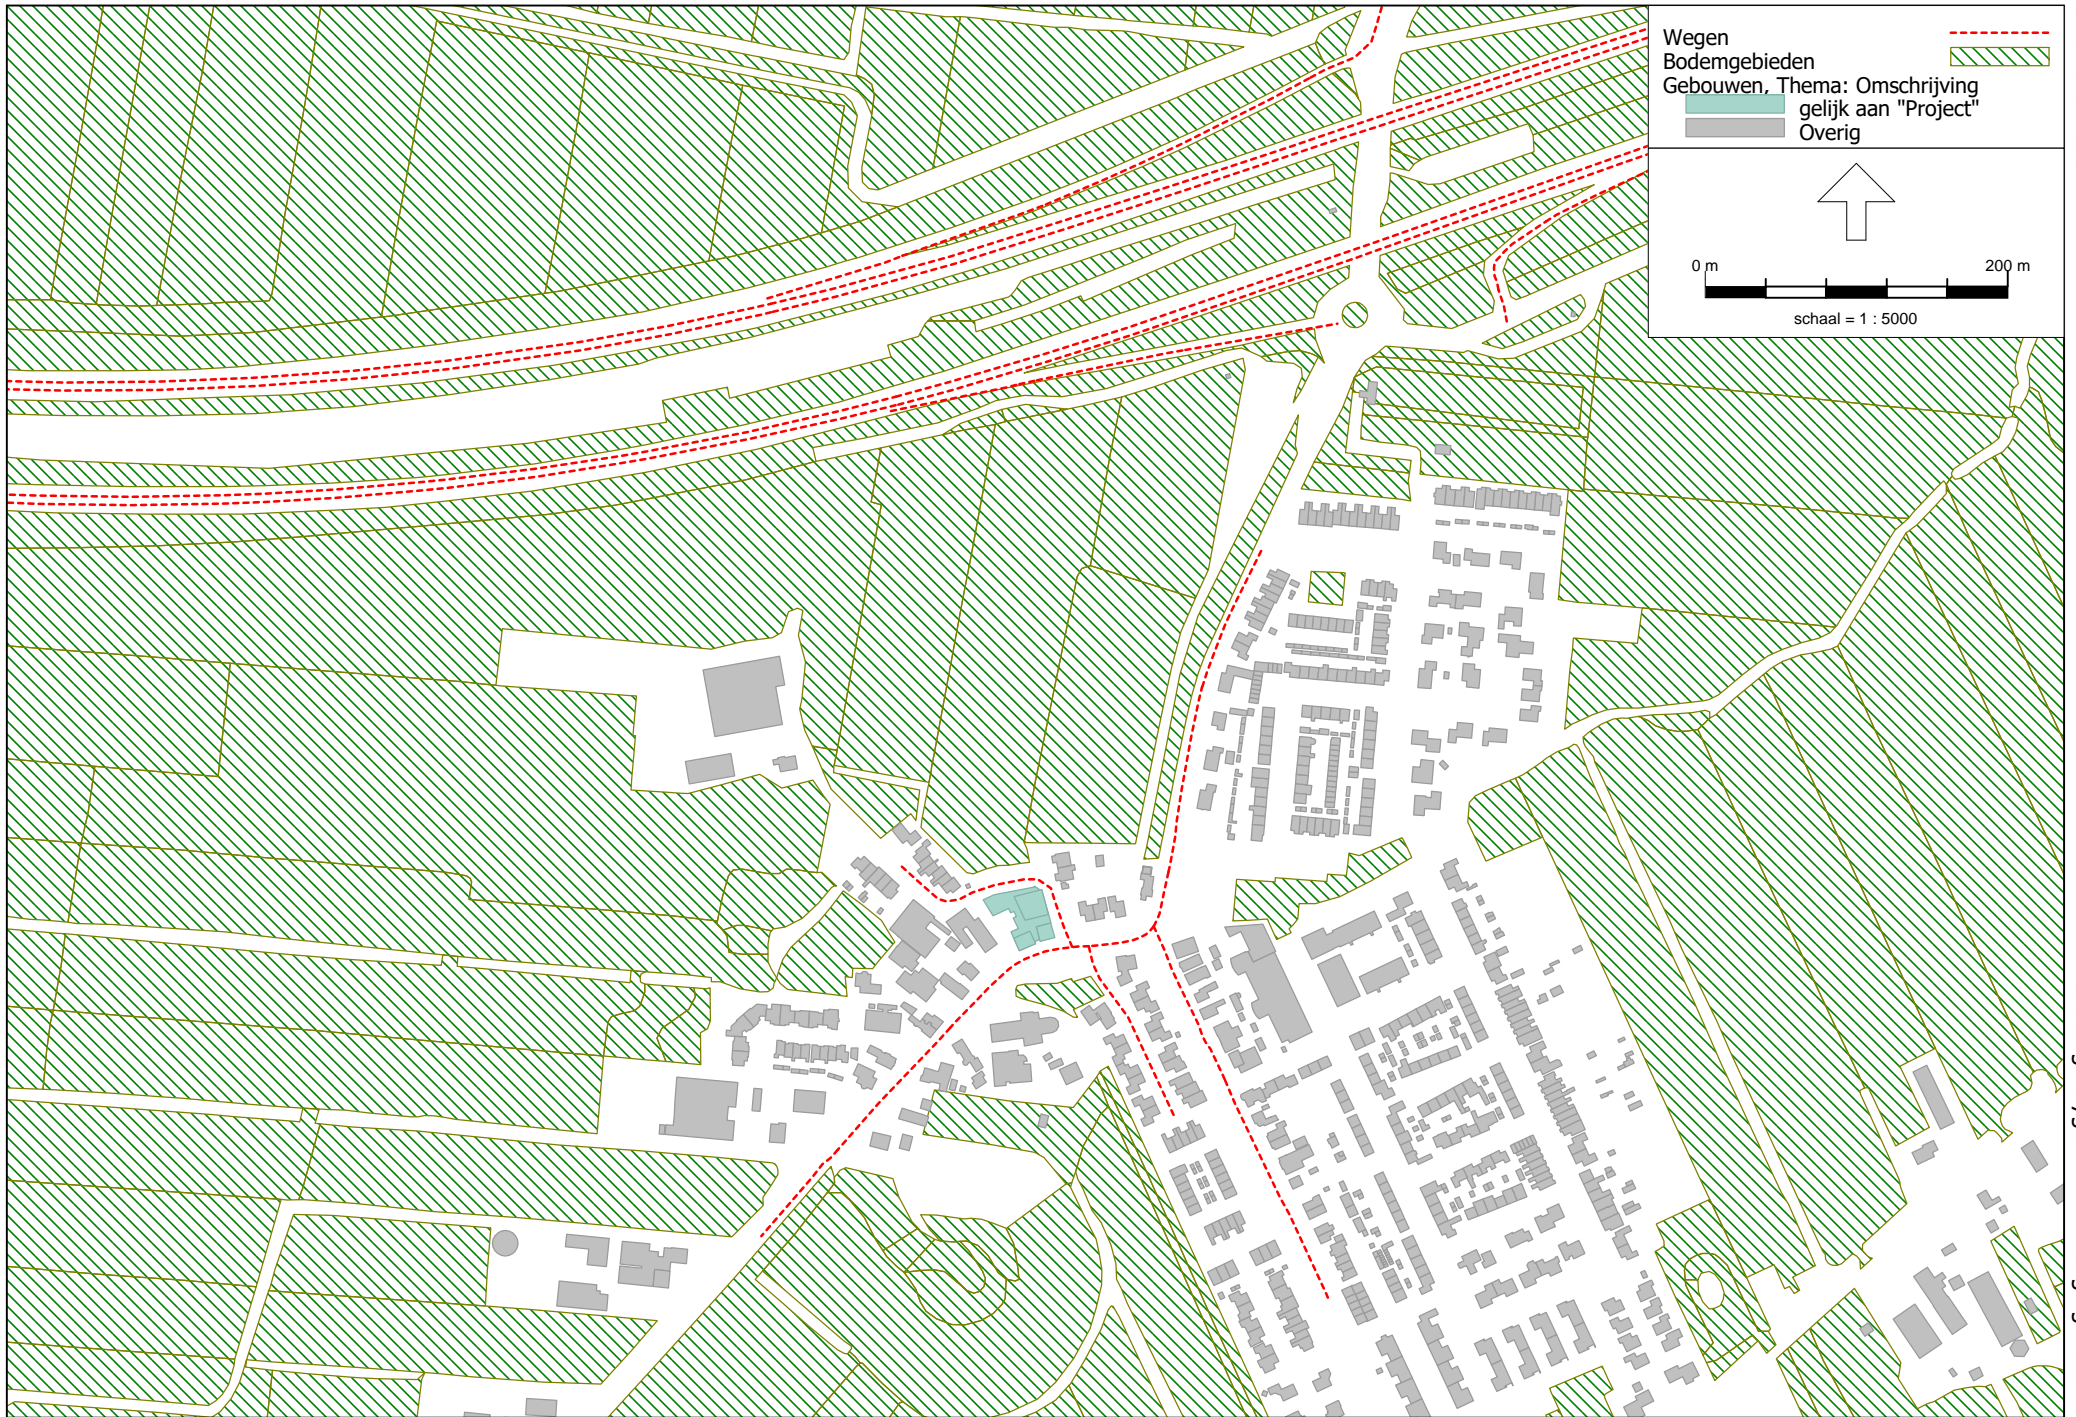 Wegen
Bodemgebieden
Gebouwen, Thema: Omschrijving
gelijk aan "Project"
Overig
0 m 200 m
schaal = 1 : 5000